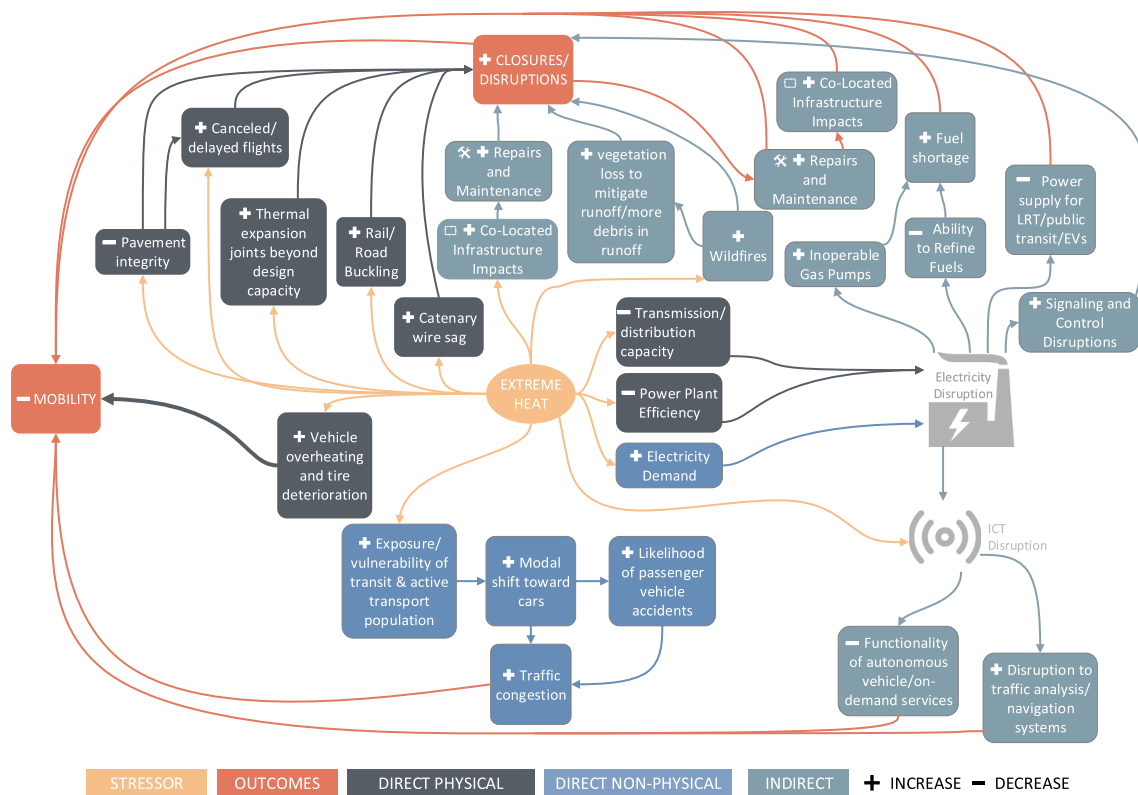 + CLOSURES/
DISRUPTIONS
+ Canceled/
delayed flights
+ Repairs
and
Maintenance
+ vegetation
loss to
mitigate
runoff/more
debris in
runoff
+ Co-Located
Infrastructure
Impacts
+ Repairs
and
Maintenance
+ Fuel
shortage
− Power
supply for
LRT/public
transit/EVs
− Pavement
integrity
+ Thermal
expansion
joints beyond
design
capacity
+ Rail/
Road
Buckling
+ Co-Located
Infrastructure
Impacts
+
Wildfires
+ Inoperable
Gas Pumps
− Ability
to Refine
Fuels
+ Catenary
wire sag
− Transmission/
distribution
capacity
+ Signaling and
Control
Disruptions
− MOBILITY
EXTREME
HEAT
− Power Plant
Efficiency
Electricity
Disruption
+ Vehicle
overheating
and tire
deterioration
+ Electricity
Demand
+ Exposure/
vulnerability of
transit & active
transport
population
+ Modal
shift toward
cars
+ Likelihood
of passenger
vehicle
accidents
ICT
Disruption
+ Traffic
congestion
− Functionality
of autonomous
vehicle/on-
demand services
+ Disruption to
traffic analysis/
navigation
systems
STRESSOR
OUTCOMES
DIRECT PHYSICAL
DIRECT NON-PHYSICAL
INDIRECT
+ INCREASE
− DECREASE